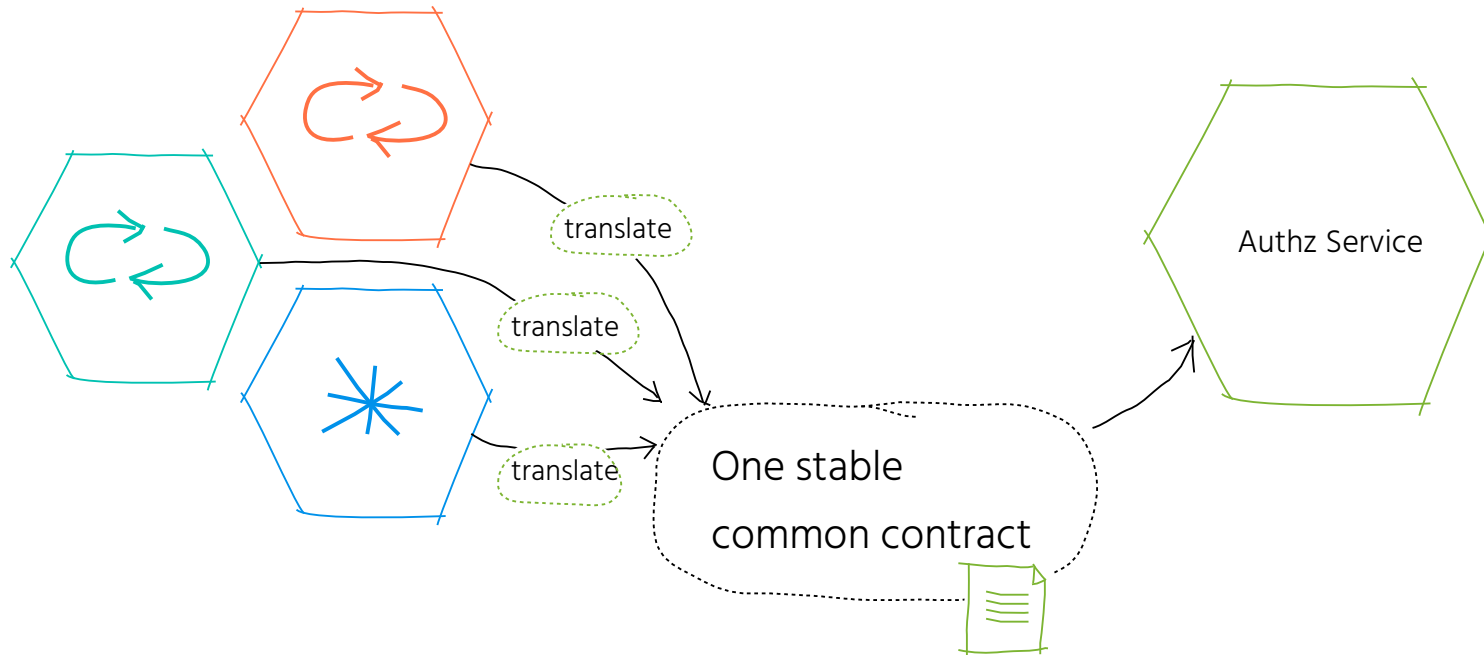 translate
translate
translate
One stable
common contract
Authz Service